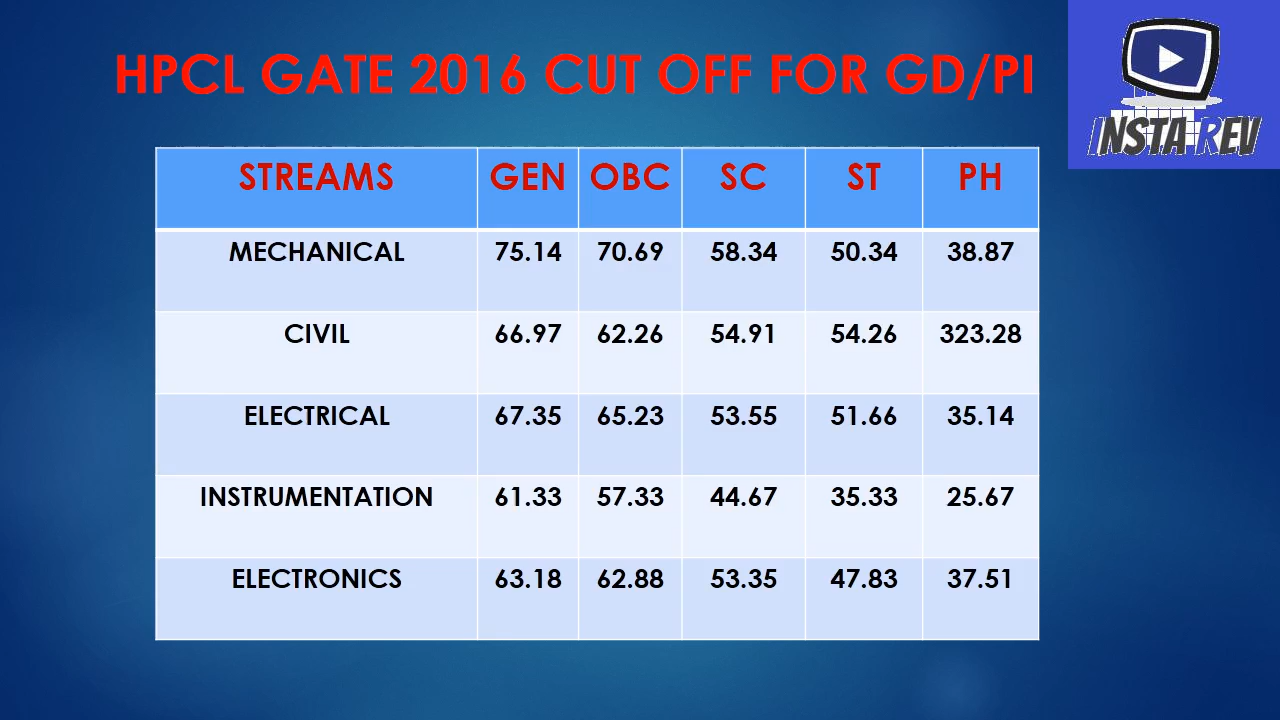 HPCL GATE 2016 CUT OFF FOR GD/PI
INSTA REV
STREAMS GEN OBC SC ST PH
MECHANICAL 75.14 70.69 58.34 50.34 38.87
CIVIL 66.97 62.26 54.91 54.26 323.28
ELECTRICAL 67.35 65.23 53.55 51.66 35.14
INSTRUMENTATION 61.33 57.33 44.67 35.33 25.67
ELECTRONICS 63.18 62.88 53.35 47.83 37.51